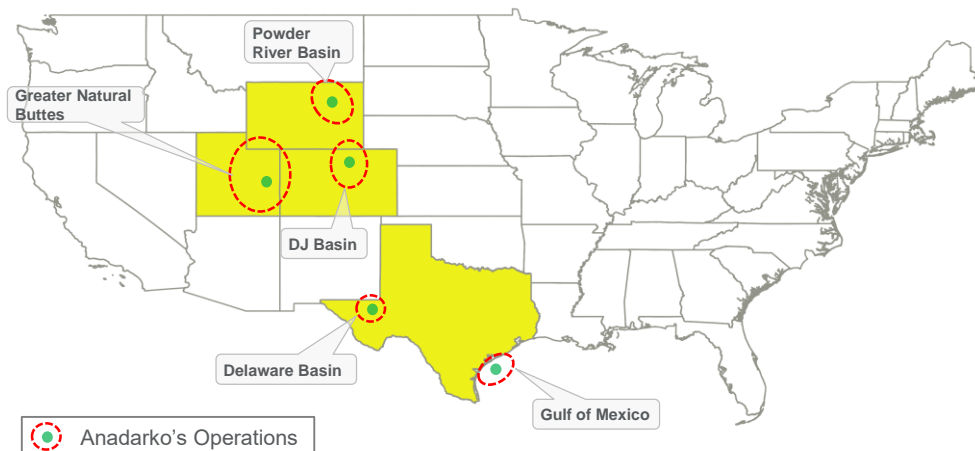 Powder
River Basin
Greater Natural
Buttes
DJ Basin
Delaware Basin
Gulf of Mexico
Anadarko's Operations